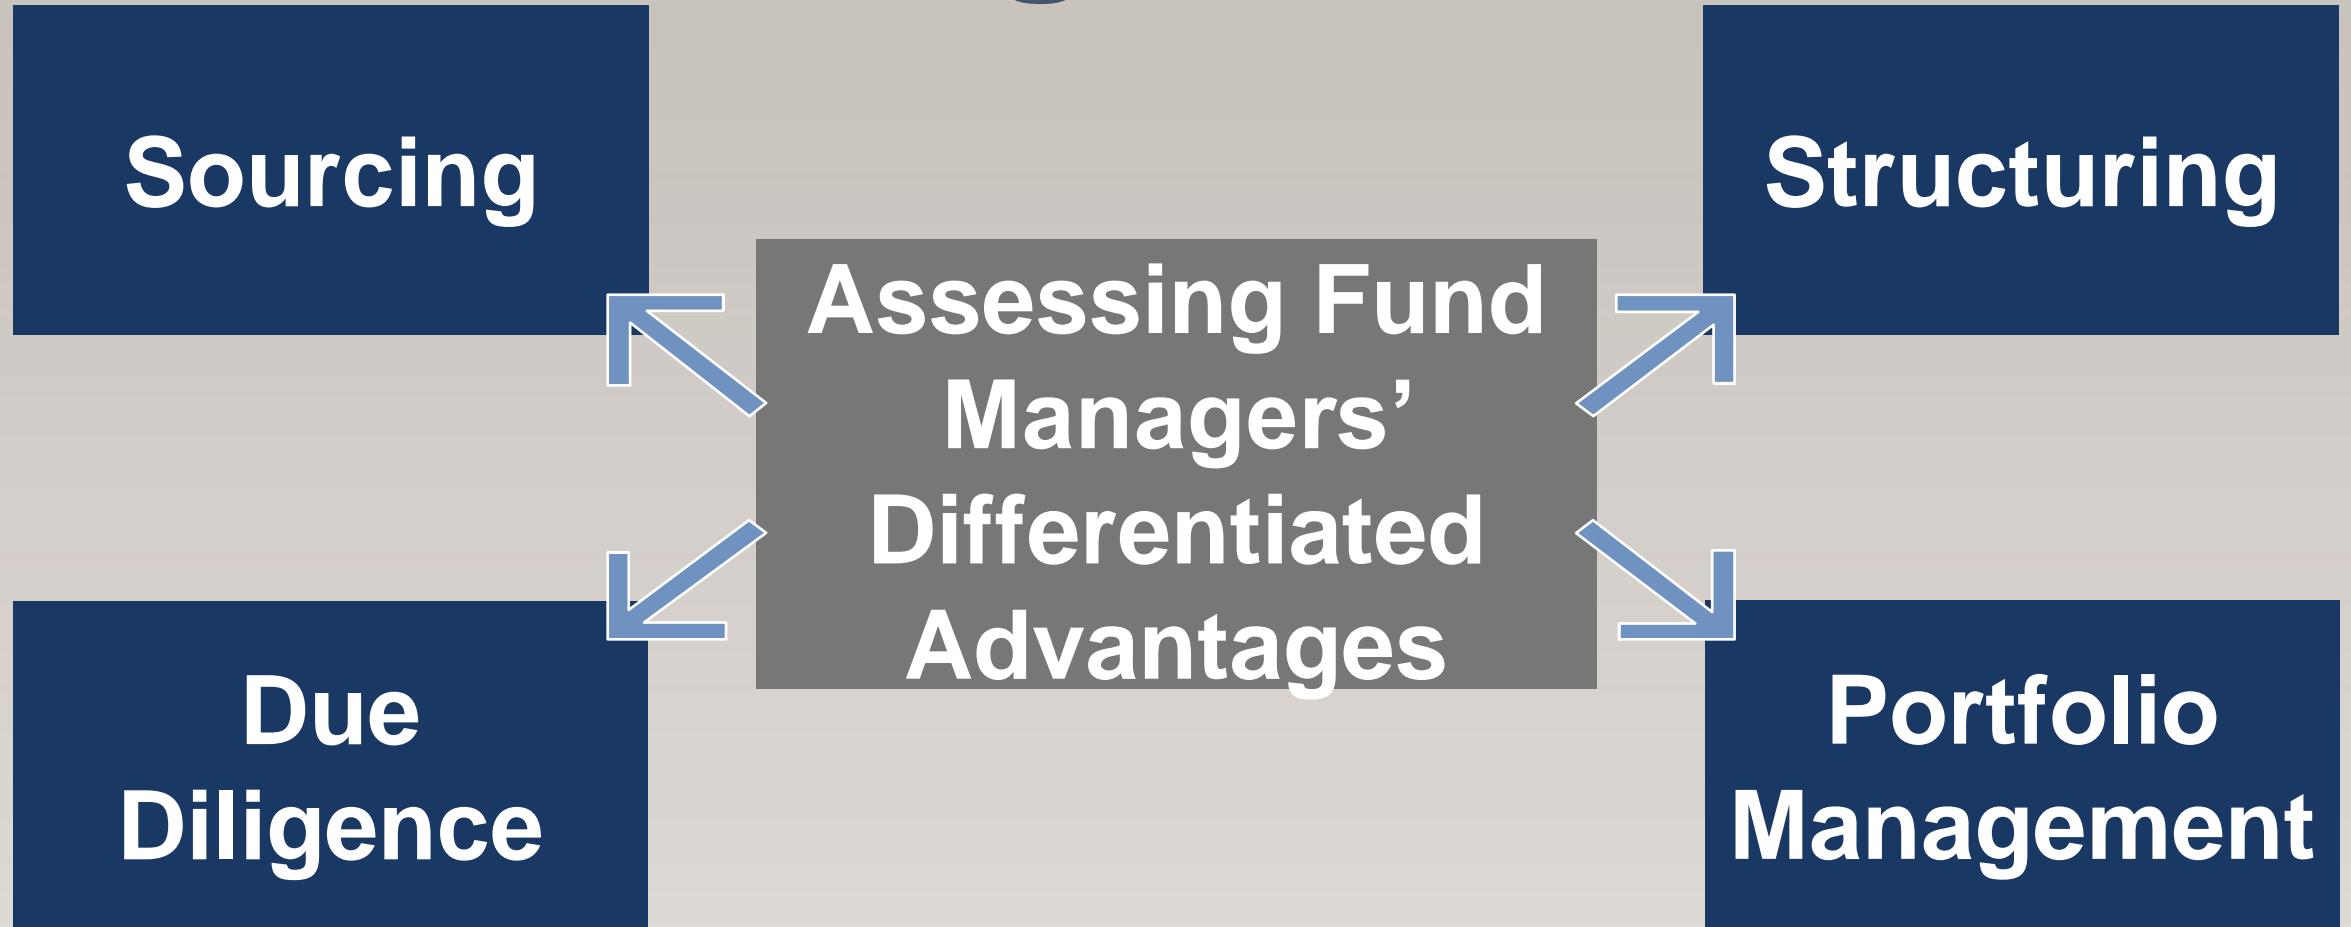 Sourcing
Structuring
Assessing Fund
Managers’
Differentiated
Advantages
Due
Diligence
Portfolio
Management